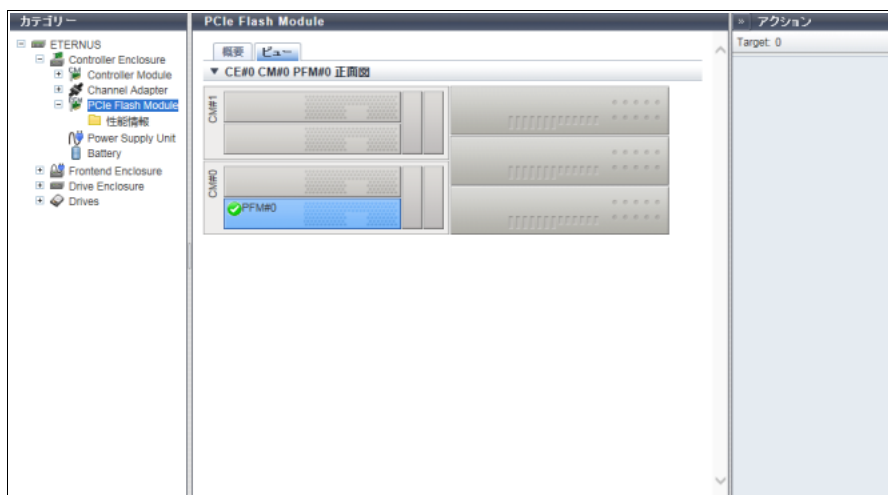 カテゴリー
ETERNUS
Controller Enclosure
Controller Module
Channel Adapter
PCIe Flash Module
性能情報
Power Supply Unit
Battery
Frontend Enclosure
Drive Enclosure
Drives
PCIe Flash Module
概要 ビュー
▼ CE#0 CM#0 PFM#0 正面図
CM#1
CM#0
PFM#0
» アクション
Target: 0